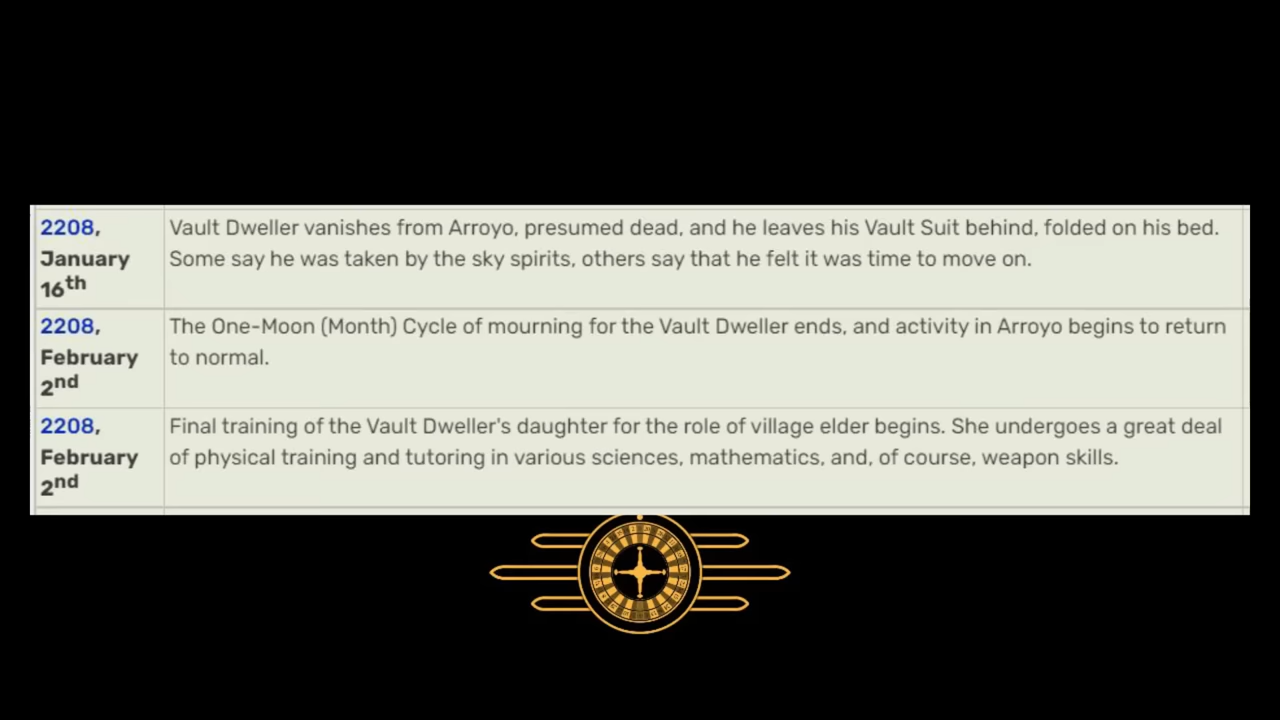 2208,
January
16th
Vault Dweller vanishes from Arroyo, presumed dead, and he leaves his Vault Suit behind, folded on his bed.
Some say he was taken by the sky spirits, others say that he felt it was time to move on.
2208,
February
2nd
The One-Moon (Month) Cycle of mourning for the Vault Dweller ends, and activity in Arroyo begins to return
to normal.
2208,
February
2nd
Final training of the Vault Dweller's daughter for the role of village elder begins. She undergoes a great deal
of physical training and tutoring in various sciences, mathematics, and, of course, weapon skills.